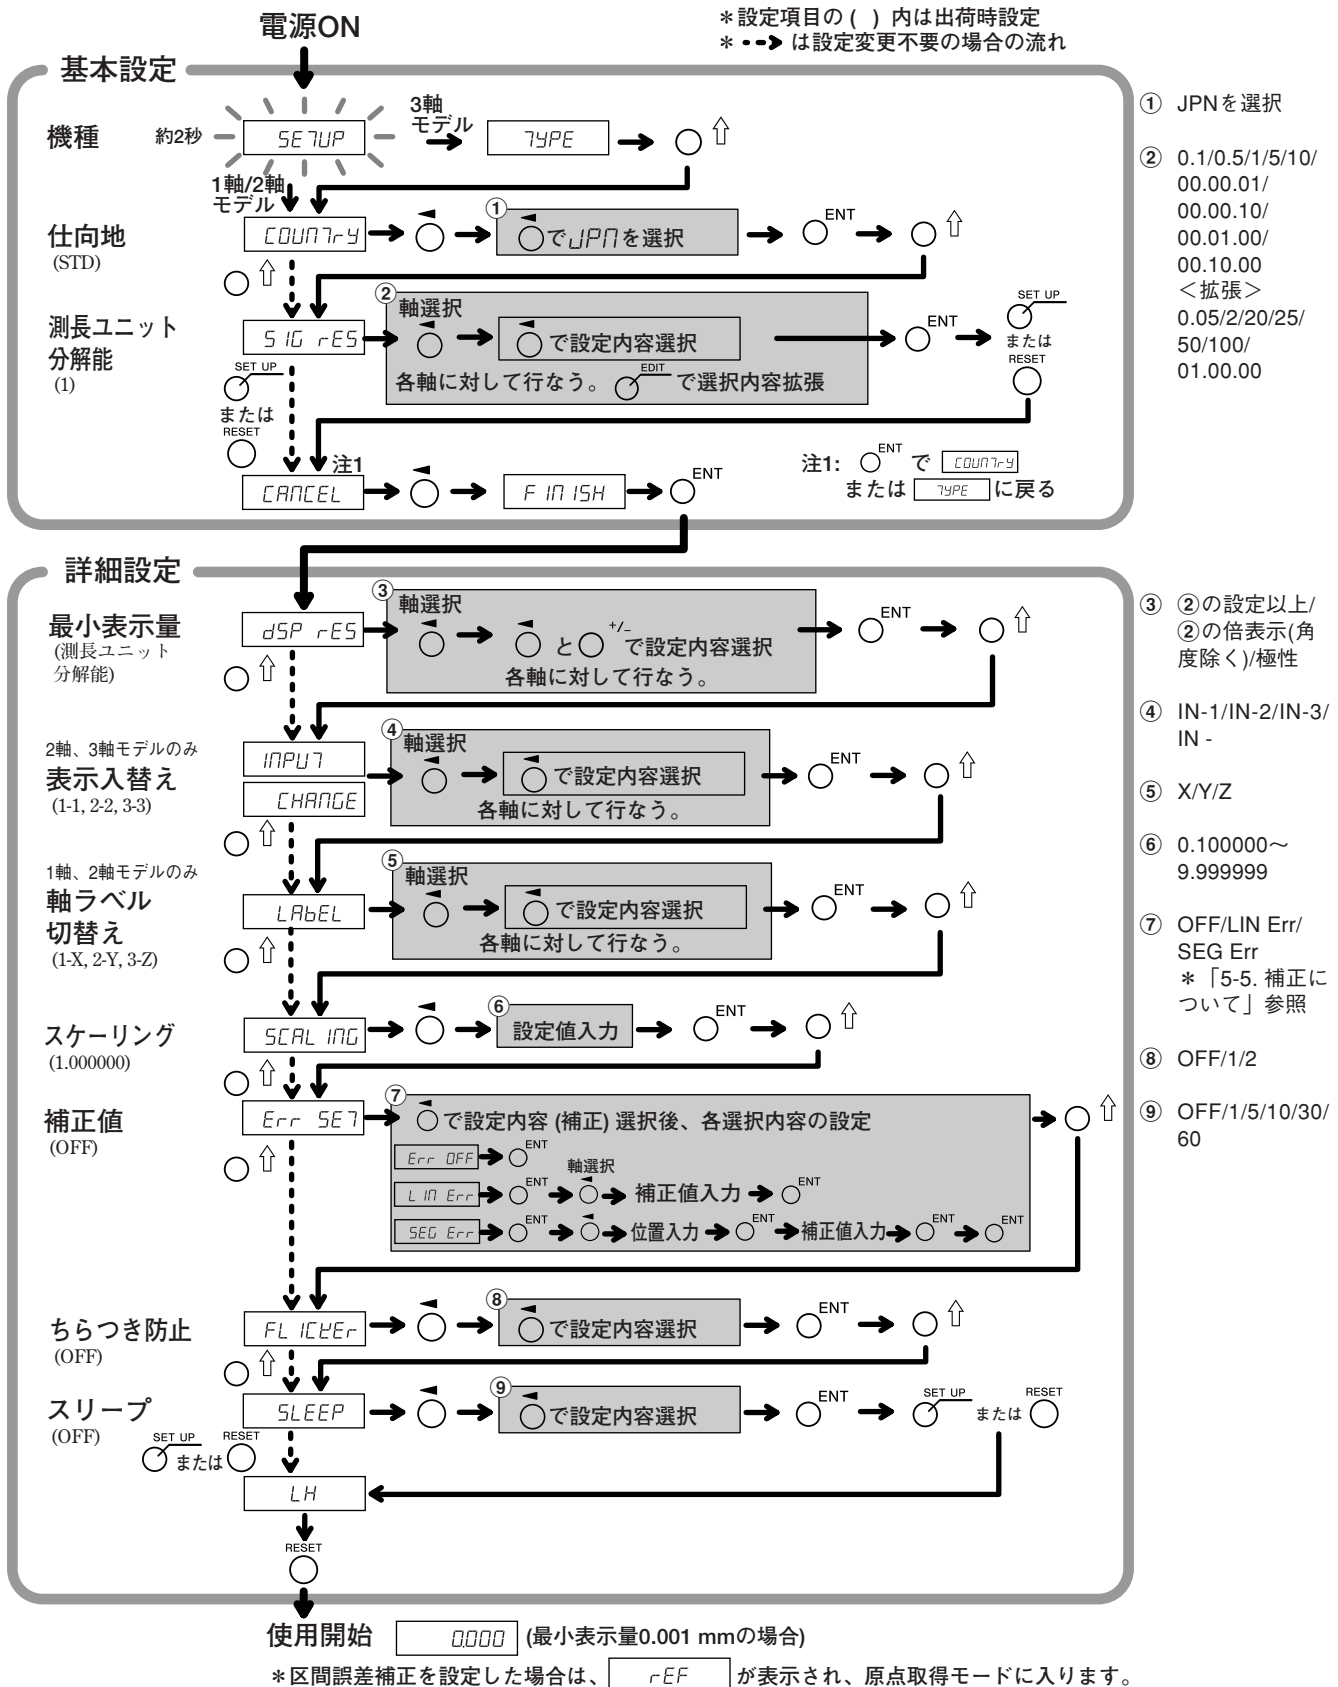 電源ON
＊設定項目の ( ) 内は出荷時設定
＊ は設定変更不要の場合の流れ
基本設定
機種
約2秒
SETUP
3軸
モデル
TYPE
1軸/2軸
モデル
仕向地
(STD)
COUNTrY
①
でJPNを選択
ENT
測長ユニット
分解能
(1)
SIG rES
②
軸選択
で設定内容選択
各軸に対して行なう。 EDIT で選択内容拡張
ENT
SET UP
または
RESET
SET UP
または
RESET
注1
CANCEL
FINISH
ENT
注1: ENT で COUNTrY
または TYPE に戻る
① JPNを選択
② 0.1/0.5/1/5/10/
00.00.01/
00.00.10/
00.01.00/
00.10.00
＜拡張＞
0.05/2/20/25/
50/100/
01.00.00
詳細設定
最小表示量
(測長ユニット
分解能)
dSP rES
③
軸選択
と +/- で設定内容選択
各軸に対して行なう。
ENT
2軸、3軸モデルのみ
表示入替え
(1-1, 2-2, 3-3)
INPUT
CHANGE
④
軸選択
で設定内容選択
各軸に対して行なう。
ENT
1軸、2軸モデルのみ
軸ラベル
切替え
(1-X, 2-Y, 3-Z)
LAbEL
⑤
軸選択
で設定内容選択
各軸に対して行なう。
ENT
スケーリング
(1.000000)
SCALING
⑥
設定値入力
ENT
補正値
(OFF)
Err SET
⑦
で設定内容 (補正) 選択後、各選択内容の設定
Err OFF ENT
LIN Err ENT 軸選択 補正値入力 ENT
SEG Err ENT 位置入力 ENT 補正値入力 ENT ENT
ちらつき防止
(OFF)
FLICKEr
⑧
で設定内容選択
ENT
スリープ
(OFF)
SLEEP
⑨
で設定内容選択
ENT
SET UP または RESET
SET UP または RESET
LH
RESET
③ ②の設定以上/
②の倍表示(角
度除く)/極性
④ IN-1/IN-2/IN-3/
IN -
⑤ X/Y/Z
⑥ 0.100000～
9.999999
⑦ OFF/LIN Err/
SEG Err
＊「5-5. 補正に
ついて」参照
⑧ OFF/1/2
⑨ OFF/1/5/10/30/
60
使用開始 0.000 (最小表示量0.001 mmの場合)
＊区間誤差補正を設定した場合は、 rEF が表示され、原点取得モードに入ります。